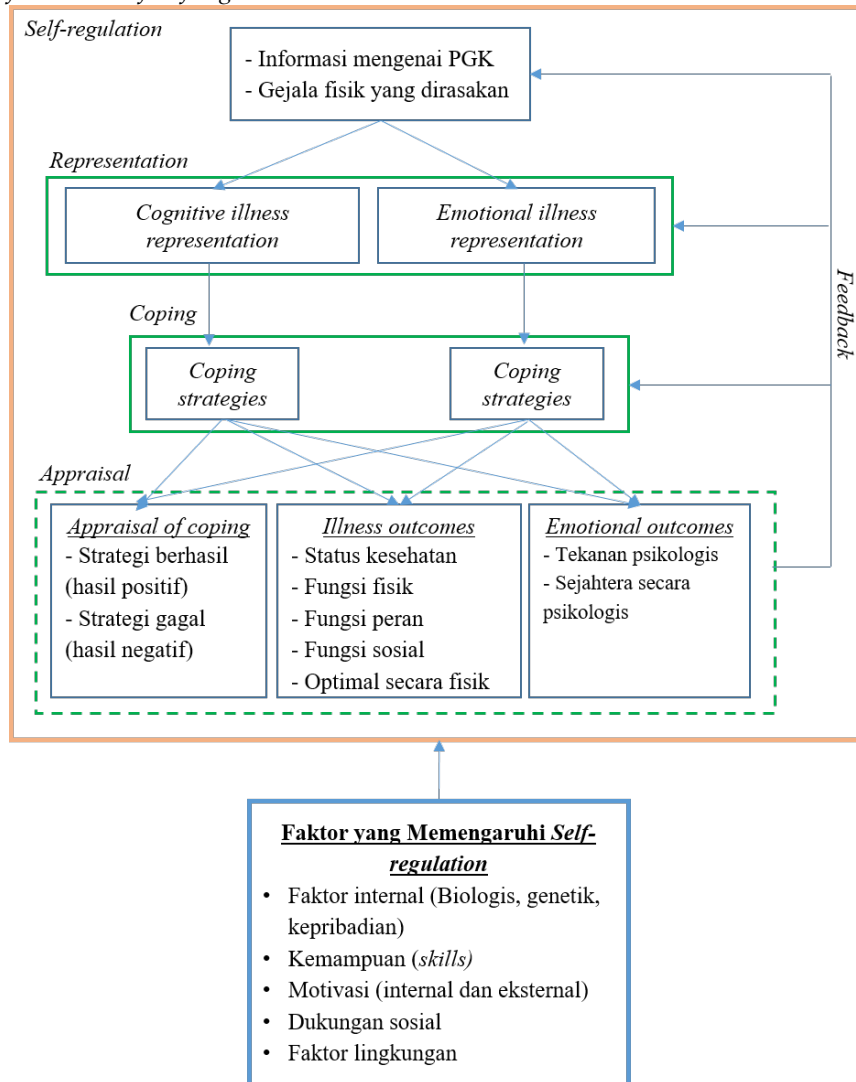 Self-regulation
- Informasi mengenai PGK
- Gejala fisik yang dirasakan
Representation
Cognitive illness
representation
Emotional illness
representation
Coping
Coping
strategies
Coping
strategies
Feedback
Appraisal
Appraisal of coping
- Strategi berhasil
(hasil positif)
- Strategi gagal
(hasil negatif)
Illness outcomes
- Status kesehatan
- Fungsi fisik
- Fungsi peran
- Fungsi sosial
- Optimal secara fisik
Emotional outcomes
- Tekanan psikologis
- Sejahtera secara
psikologis
Faktor yang Memengaruhi Self-
regulation
• Faktor internal (Biologis, genetik,
kepribadian)
• Kemampuan (skills)
• Motivasi (internal dan eksternal)
• Dukungan sosial
• Faktor lingkungan